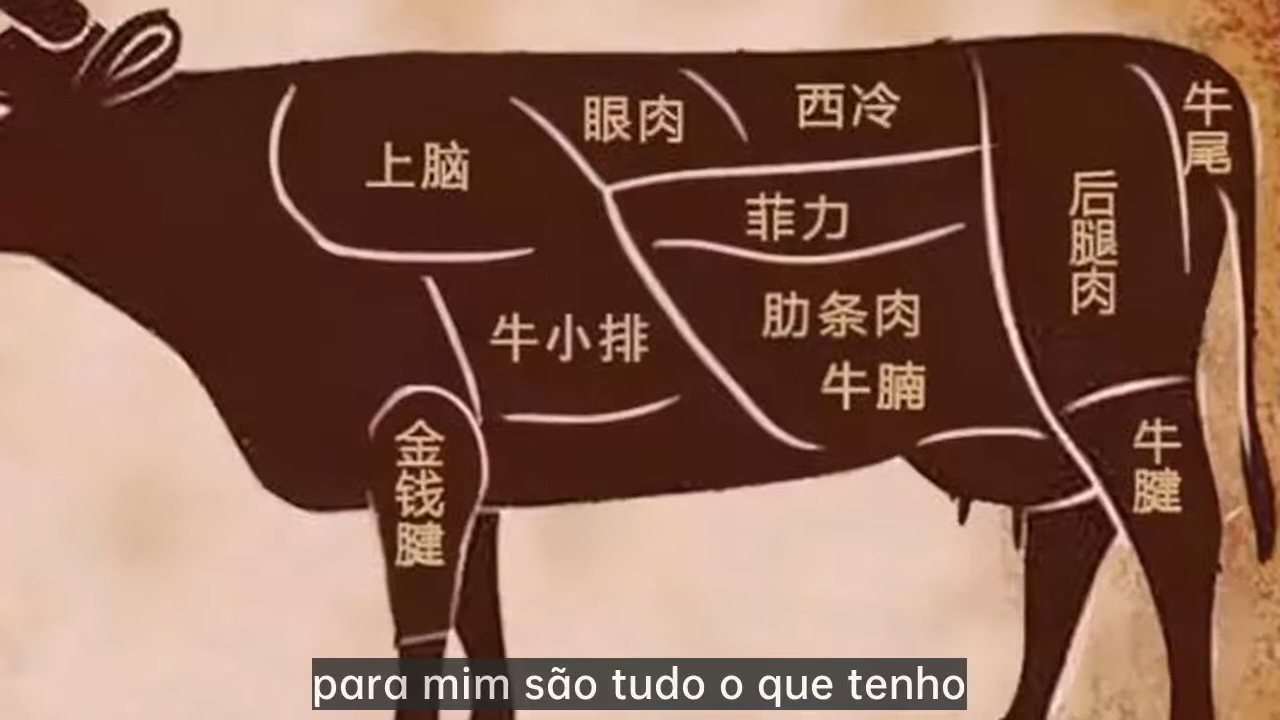 上脑
眼肉
西冷
牛尾
菲力
后腿肉
牛小排
肋条肉
牛腩
金钱腱
牛腱
para mim são tudo o que tenho